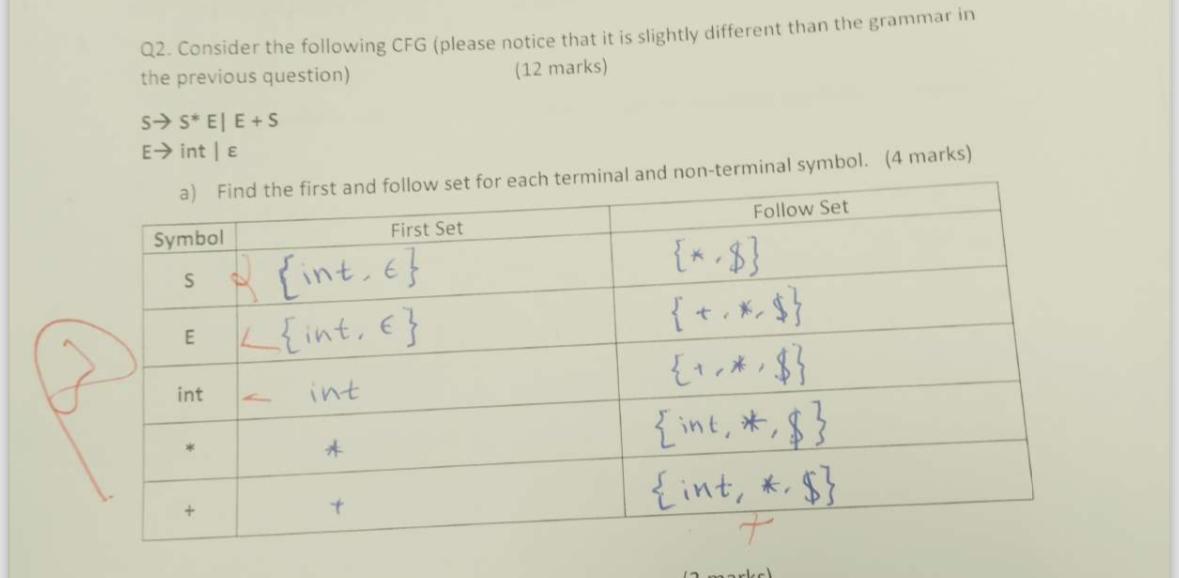 Q2. Consider the following CFG (please notice that it is slightly different than the grammar in
the previous question) (12 marks)
S→ S* E| E + S
E→ int | ε
a) Find the first and follow set for each terminal and non-terminal symbol. (4 marks)
Symbol First Set Follow Set
S {int, ϵ} {*, $}
E {int, ϵ} {+, *, $}
int int {+, *, $}
* * {int, *, $}
+ + {int, *, $}
+
marks)